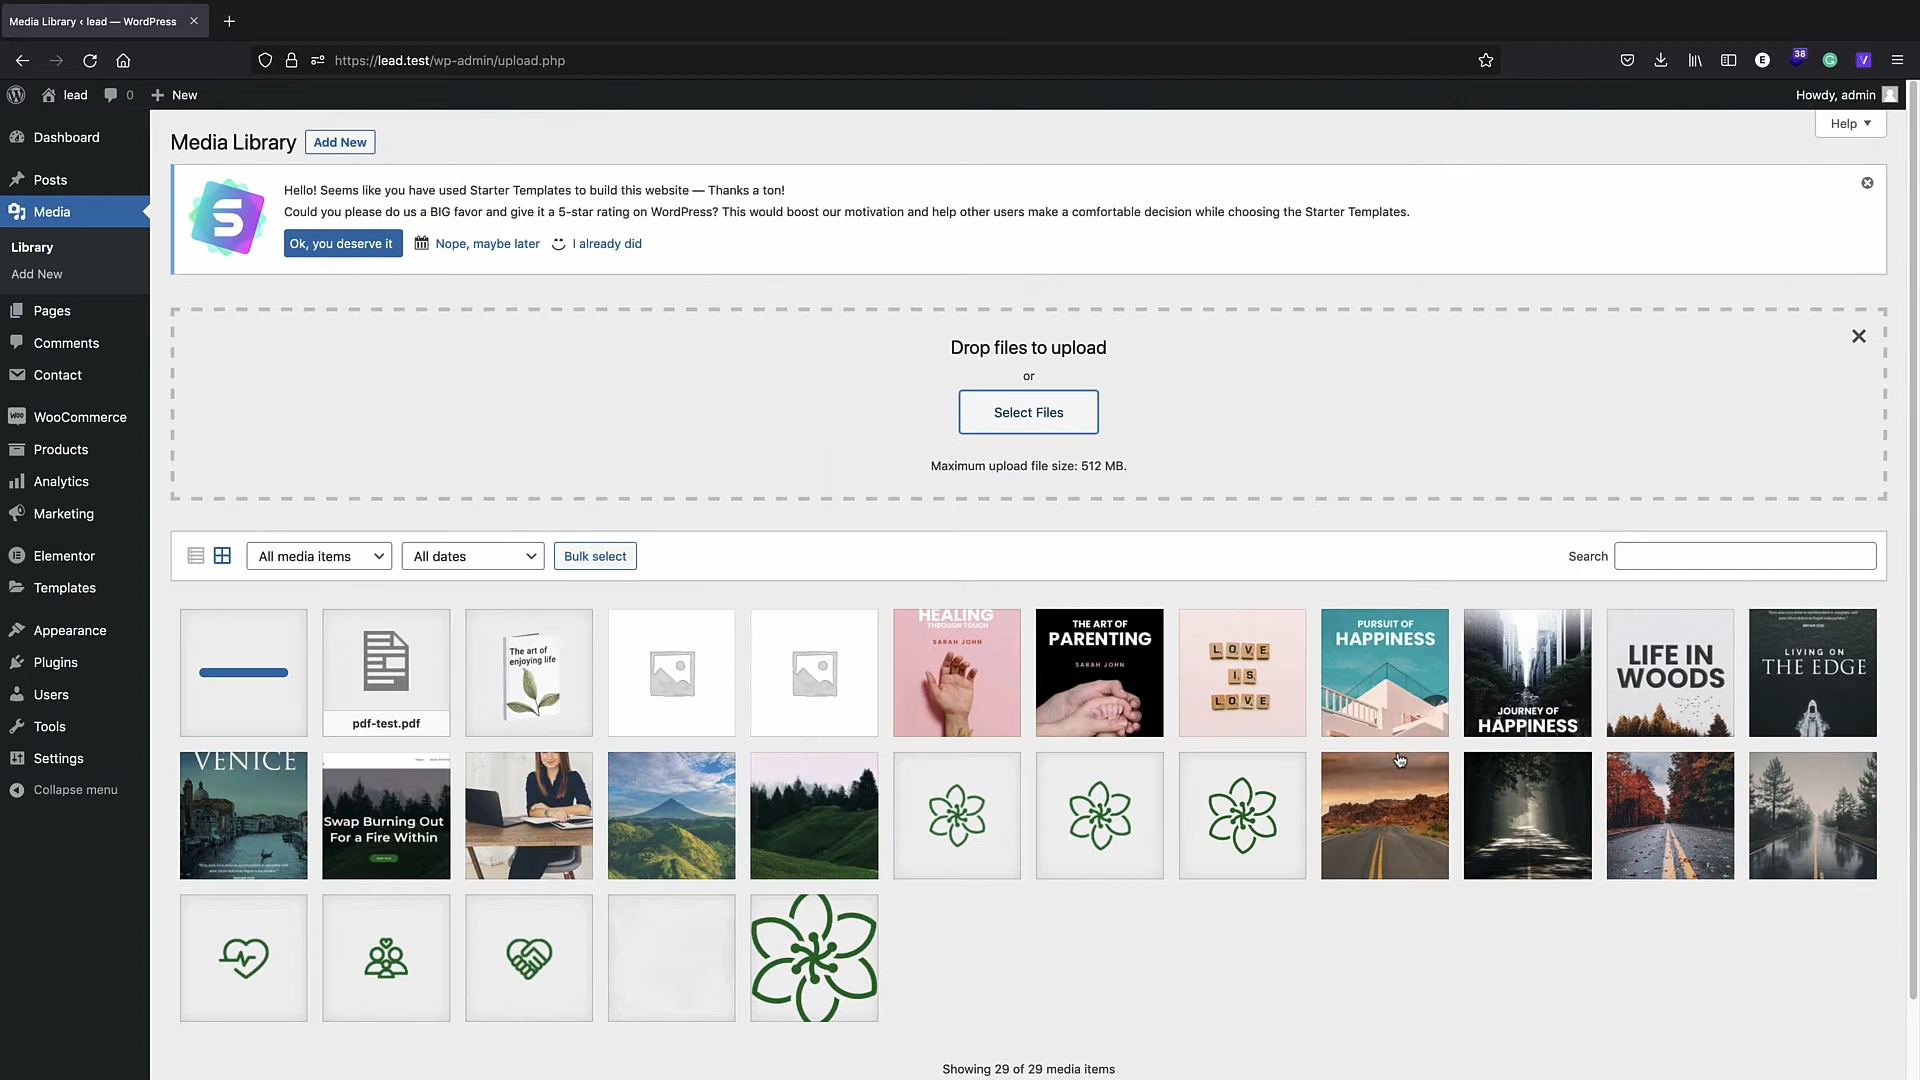 Media Library ‹ lead — WordPress
https://lead.test/wp-admin/upload.php
38
lead
0
New
Howdy, admin
Dashboard
Posts
Media
Library
Add New
Pages
Comments
Contact
WooCommerce
Products
Analytics
Marketing
Elementor
Templates
Appearance
Plugins
Users
Tools
Settings
Collapse menu
Help
Media Library
Add New
Hello! Seems like you have used Starter Templates to build this website — Thanks a ton!
Could you please do us a BIG favor and give it a 5-star rating on WordPress? This would boost our motivation and help other users make a comfortable decision while choosing the Starter Templates.
Ok, you deserve it
Nope, maybe later
I already did
Drop files to upload
or
Select Files
Maximum upload file size: 512 MB.
All media items
All dates
Bulk select
Search
pdf-test.pdf
The art of
enjoying life
HEALING
THROUGH TOUCH
SARAH JOHN
THE ART OF
PARENTING
SARAH JOHN
LOVE
IS
LOVE
PURSUIT OF
HAPPINESS
JOURNEY OF
HAPPINESS
LIFE IN
WOODS
LIVING ON
THE EDGE
VENICE
Swap Burning Out
For a Fire Within
Showing 29 of 29 media items